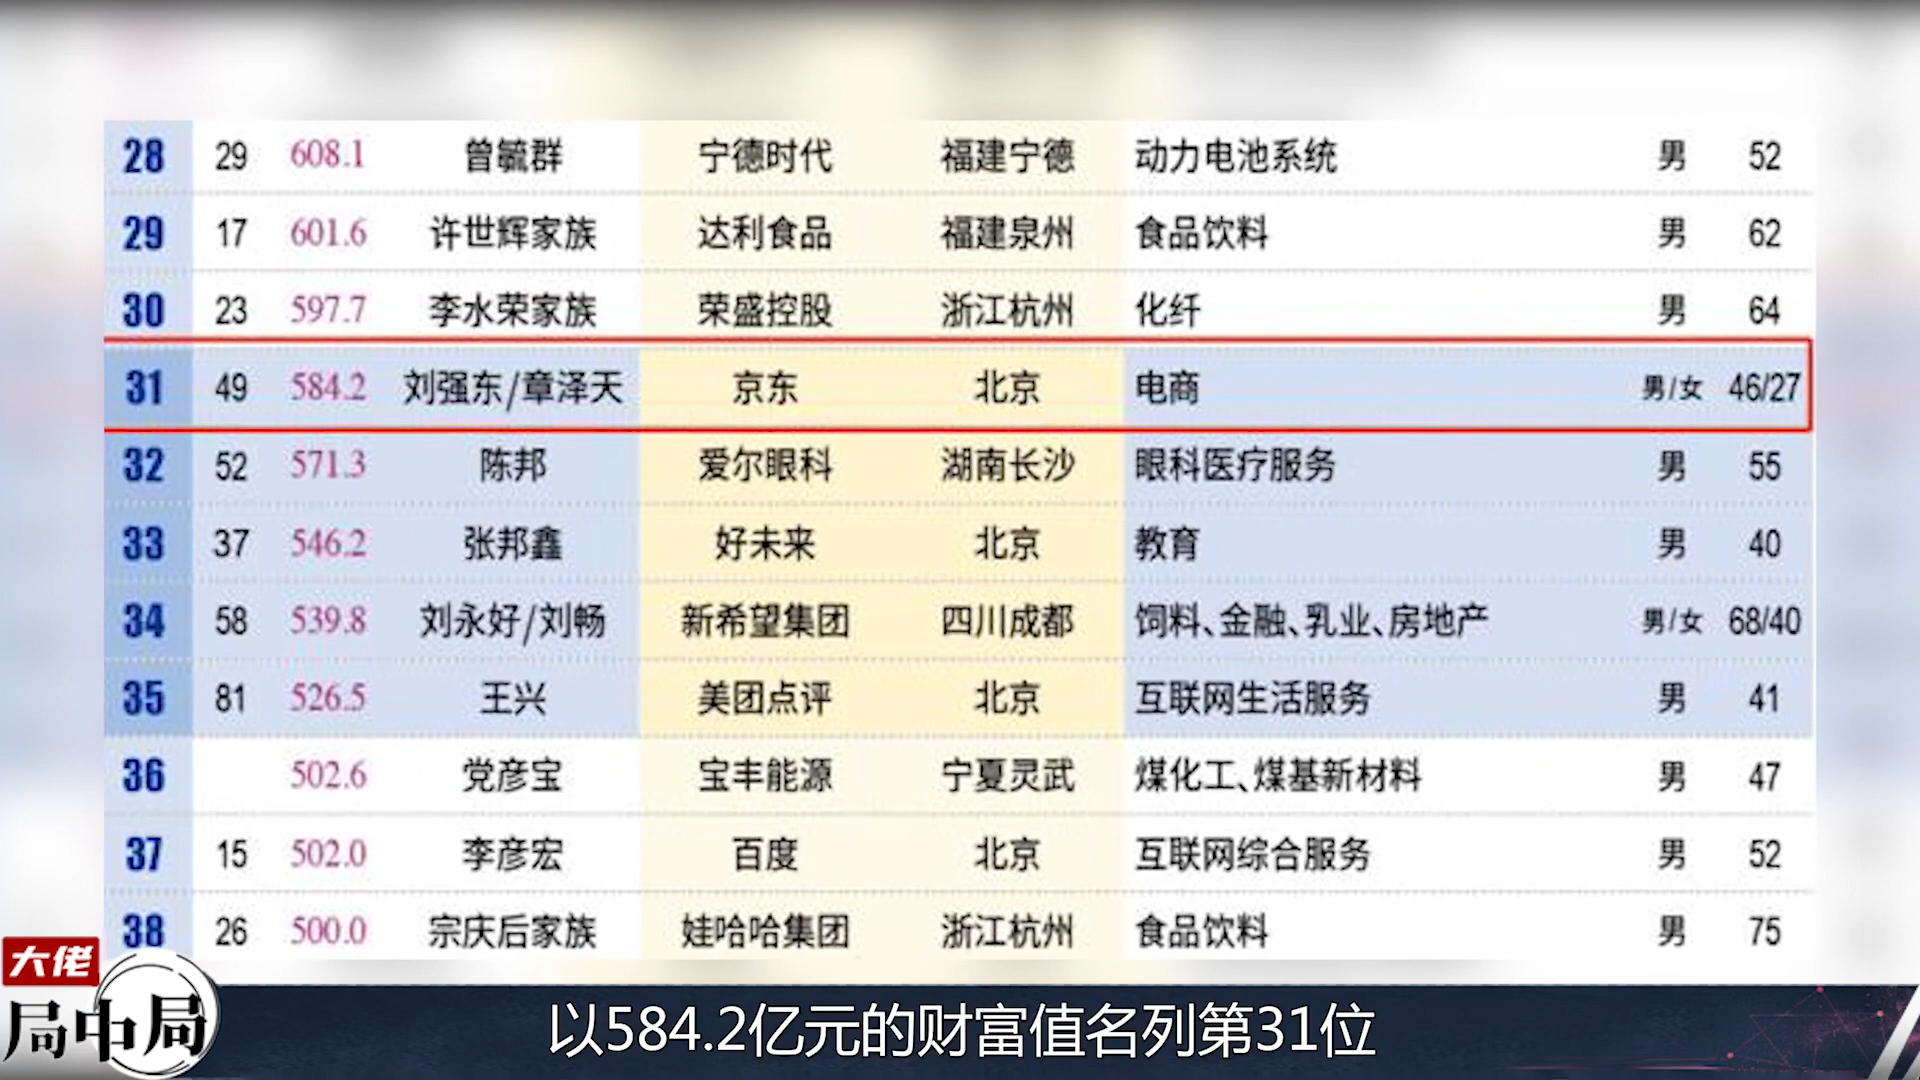 28 29 608.1 曾毓群 宁德时代 福建宁德 动力电池系统 男 52
29 17 601.6 许世辉家族 达利食品 福建泉州 食品饮料 男 62
30 23 597.7 李水荣家族 荣盛控股 浙江杭州 化纤 男 64
31 49 584.2 刘强东/章泽天 京东 北京 电商 男/女 46/27
32 52 571.3 陈邦 爱尔眼科 湖南长沙 眼科医疗服务 男 55
33 37 546.2 张邦鑫 好未来 北京 教育 男 40
34 58 539.8 刘永好/刘畅 新希望集团 四川成都 饲料、金融、乳业、房地产 男/女 68/40
35 81 526.5 王兴 美团点评 北京 互联网生活服务 男 41
36 502.6 党彦宝 宝丰能源 宁夏灵武 煤化工、煤基新材料 男 47
37 15 502.0 李彦宏 百度 北京 互联网综合服务 男 52
38 26 500.0 宗庆后家族 娃哈哈集团 浙江杭州 食品饮料 男 75
大佬
局中局
以584.2亿元的财富值名列第31位